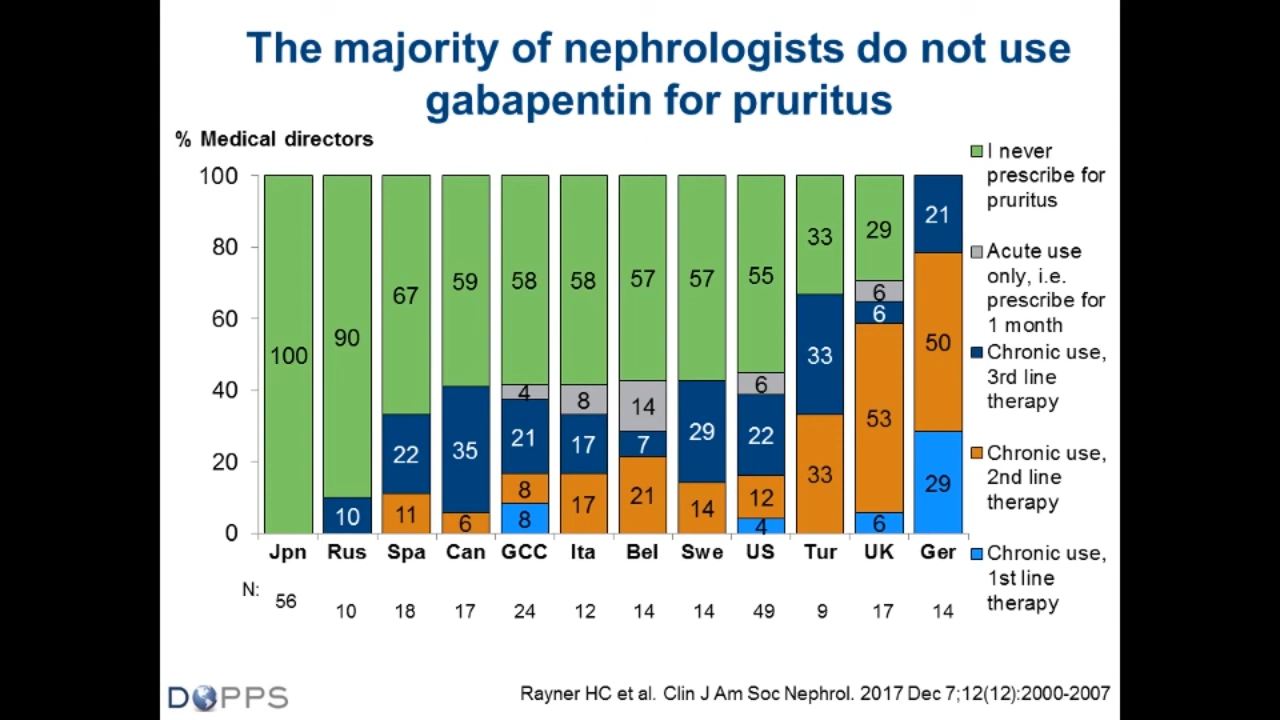 The majority of nephrologists do not use
gabapentin for pruritus
% Medical directors
100
80
60
40
20
0
100
90
10
67
22
11
59
35
6
58
4
21
8
8
58
8
17
17
57
14
7
21
57
29
14
55
6
22
12
4
33
33
33
29
6
6
53
6
21
50
29
Jpn Rus Spa Can GCC Ita Bel Swe US Tur UK Ger
N: 56 10 18 17 24 12 14 14 49 9 17 14
I never
prescribe for
pruritus
Acute use
only, i.e.
prescribe for
1 month
Chronic use,
3rd line
therapy
Chronic use,
2nd line
therapy
Chronic use,
1st line
therapy
DOPPS
Rayner HC et al. Clin J Am Soc Nephrol. 2017 Dec 7;12(12):2000-2007